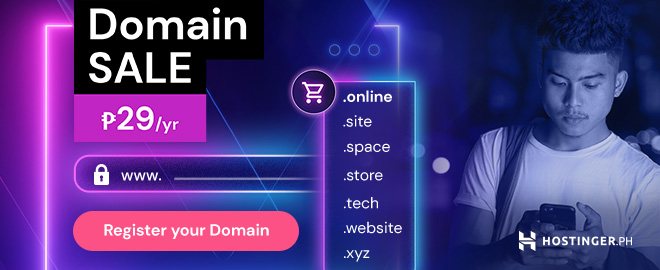 Domain
SALE
₱29/yr
www.
Register your Domain
.online
.site
.space
.store
.tech
.website
.xyz
HOSTINGER.PH